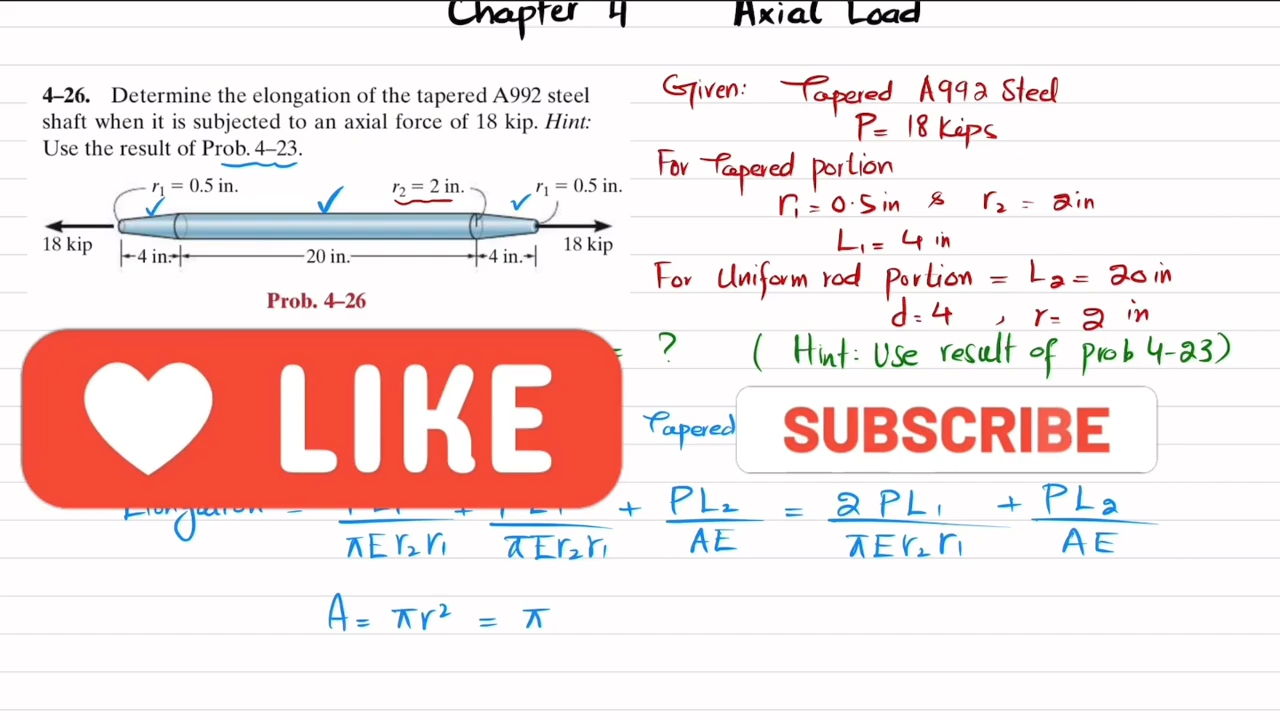 Chapter 4 Axial Load
4–26. Determine the elongation of the tapered A992 steel
shaft when it is subjected to an axial force of 18 kip. Hint:
Use the result of Prob. 4–23.
r₁ = 0.5 in. r₂ = 2 in. r₁ = 0.5 in.
18 kip 18 kip
4 in. 20 in. 4 in.
Prob. 4–26
Given: Tapered A992 Steel
P= 18 kips
For Tapered portion
r₁ = 0.5 in & r₂ = 2in
L₁ = 4 in
For Uniform rod portion = L₂ = 20 in
d=4 , r= 2 in
= ? ( Hint: Use result of prob 4-23)
LIKE
Tapered
SUBSCRIBE
= + + PL₂/AE = 2PL₁/πEr₂r₁ + PL₂/AE
πEr₂r₁ πEr₂r₁
A= πr² = π